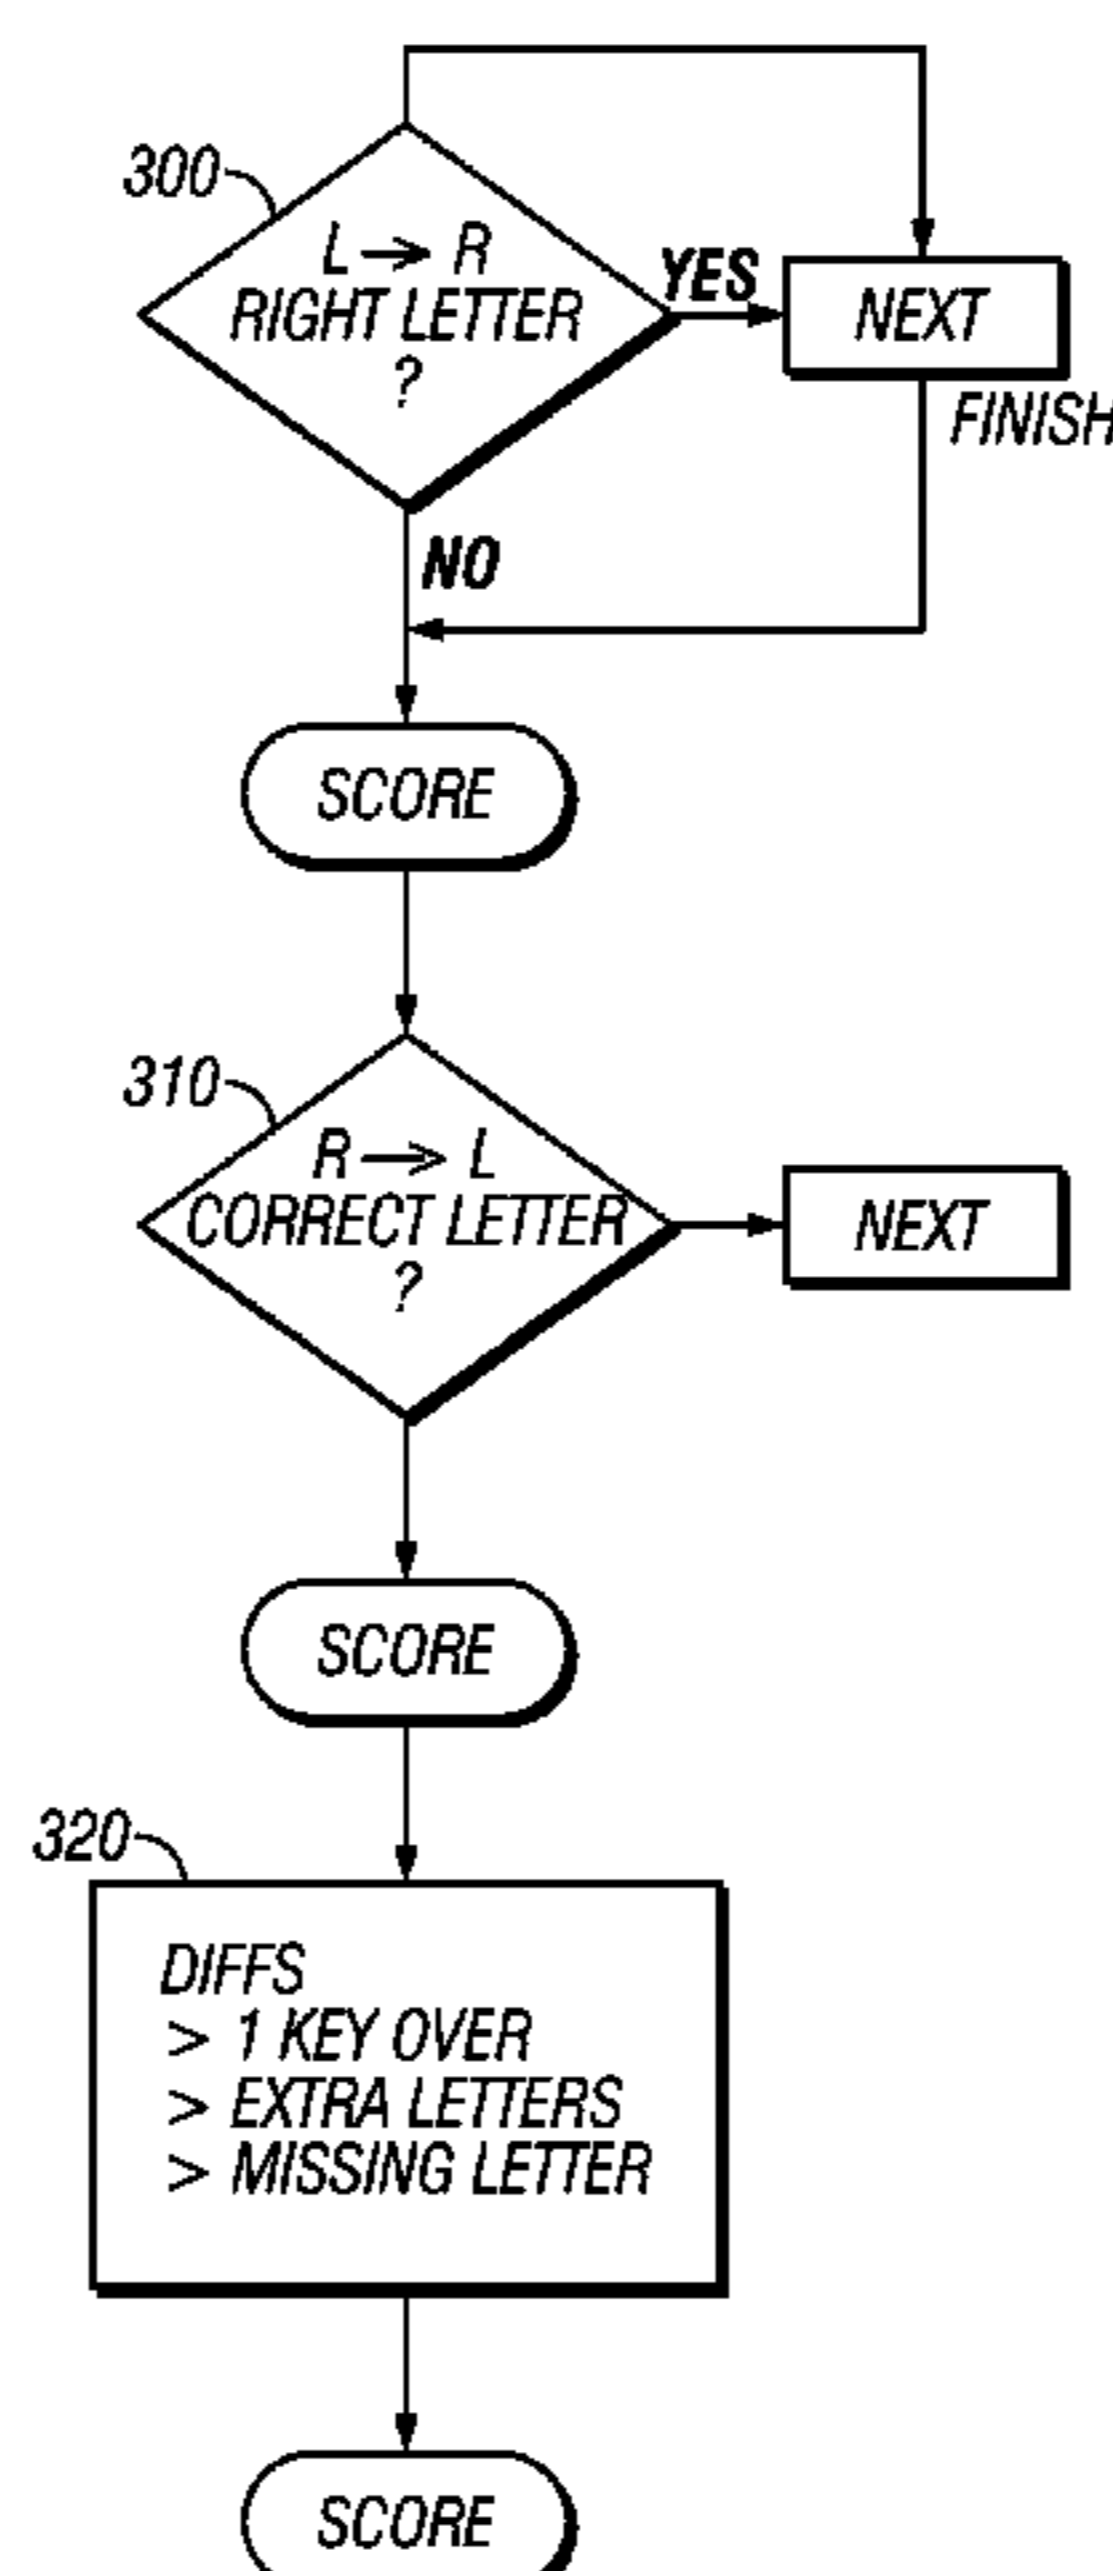 300
L → R
RIGHT LETTER
?
YES
NEXT
FINISH
NO
SCORE
310
R → L
CORRECT LETTER
?
NEXT
SCORE
320
DIFFS
> 1 KEY OVER
> EXTRA LETTERS
> MISSING LETTER
SCORE